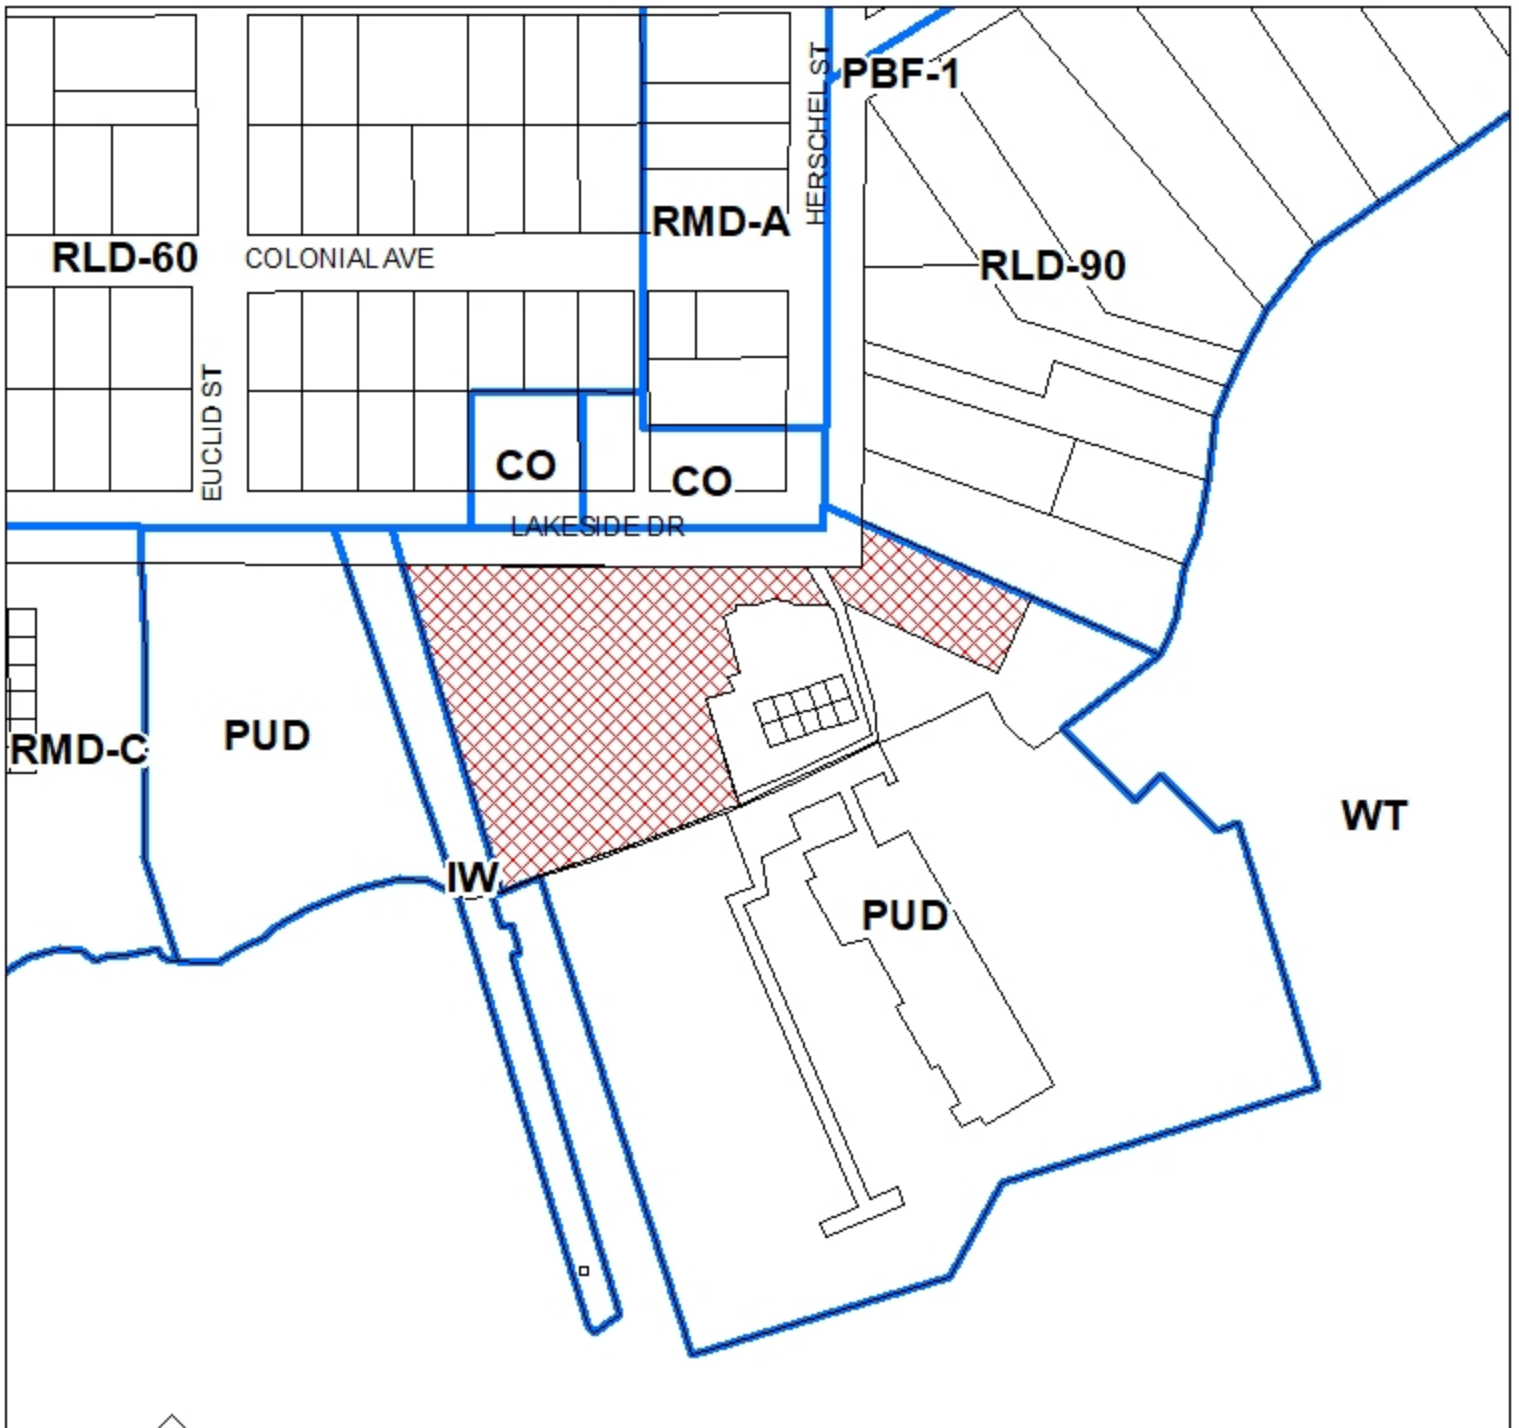 HERSCHEL ST
PBF-1
RMD-A
RLD-60
COLONIAL AVE
RLD-90
EUCLID ST
CO
CO
LAKESIDE DR
RMD-C
PUD
WT
IW
PUD